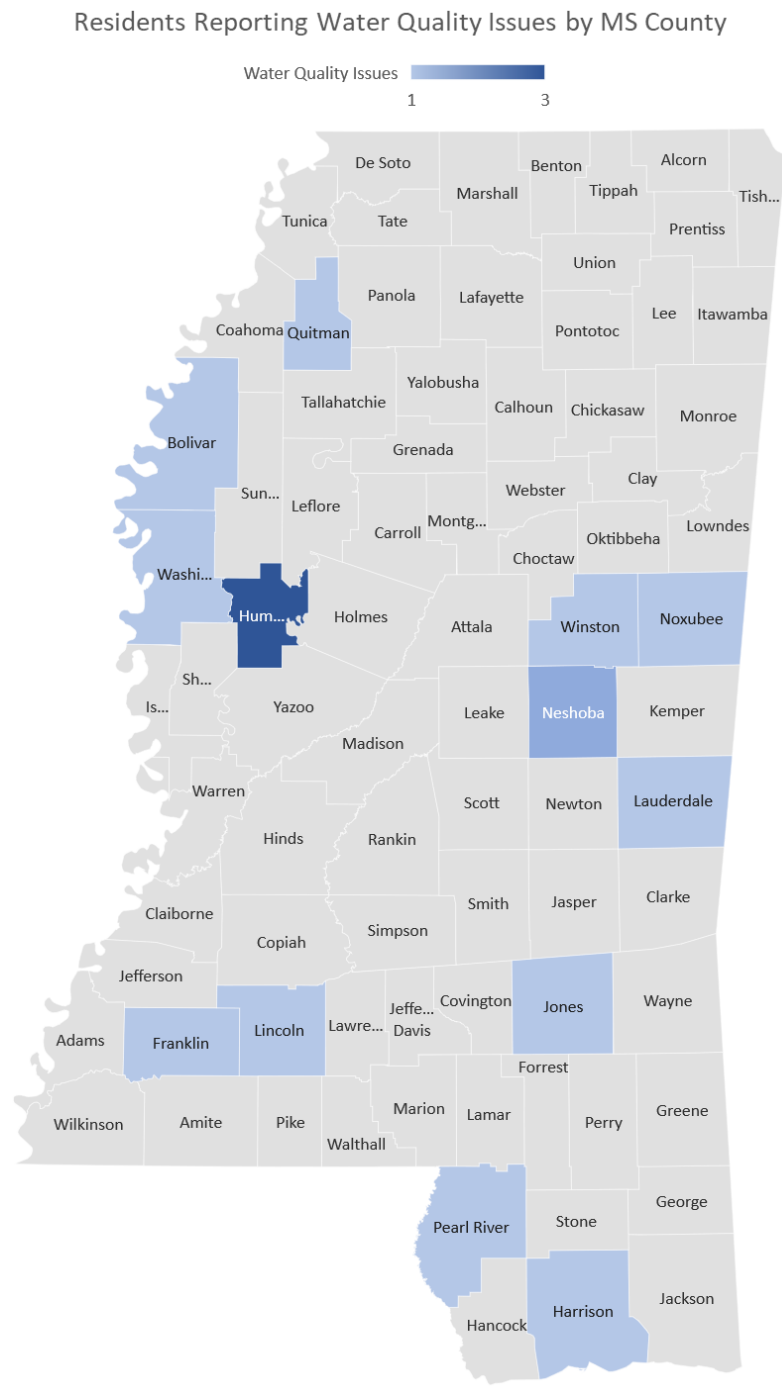 Residents Reporting Water Quality Issues by MS County
Water Quality Issues
1 3
De Soto
Benton
Alcorn
Marshall
Tippah
Tish...
Tunica
Tate
Prentiss
Union
Panola
Lafayette
Lee
Itawamba
Coahoma
Quitman
Pontotoc
Yalobusha
Tallahatchie
Calhoun
Chickasaw
Monroe
Bolivar
Grenada
Clay
Sun...
Webster
Leflore
Montg...
Lowndes
Carroll
Oktibbeha
Choctaw
Washi...
Hum...
Holmes
Attala
Winston
Noxubee
Sh...
Is...
Yazoo
Leake
Neshoba
Kemper
Madison
Warren
Scott
Newton
Lauderdale
Hinds
Rankin
Claiborne
Smith
Jasper
Clarke
Copiah
Simpson
Jefferson
Covington
Jeffe...
Davis
Jones
Wayne
Adams
Franklin
Lincoln
Lawre...
Forrest
Wilkinson
Amite
Pike
Marion
Lamar
Perry
Greene
Walthall
George
Pearl River
Stone
Jackson
Hancock
Harrison